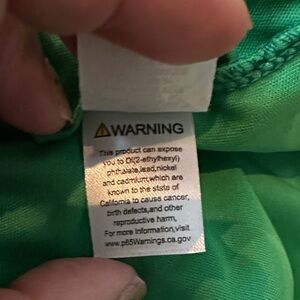 ⚠WARNING
This product can expose
you to Di(2-ethylhexyl)
phthalate,lead,nickel
and cadmium,which are
known to the state of
California to cause cancer,
birth defects,and other
reproductive harm,
For more information,visit
www.p65Warnings.ca.gov